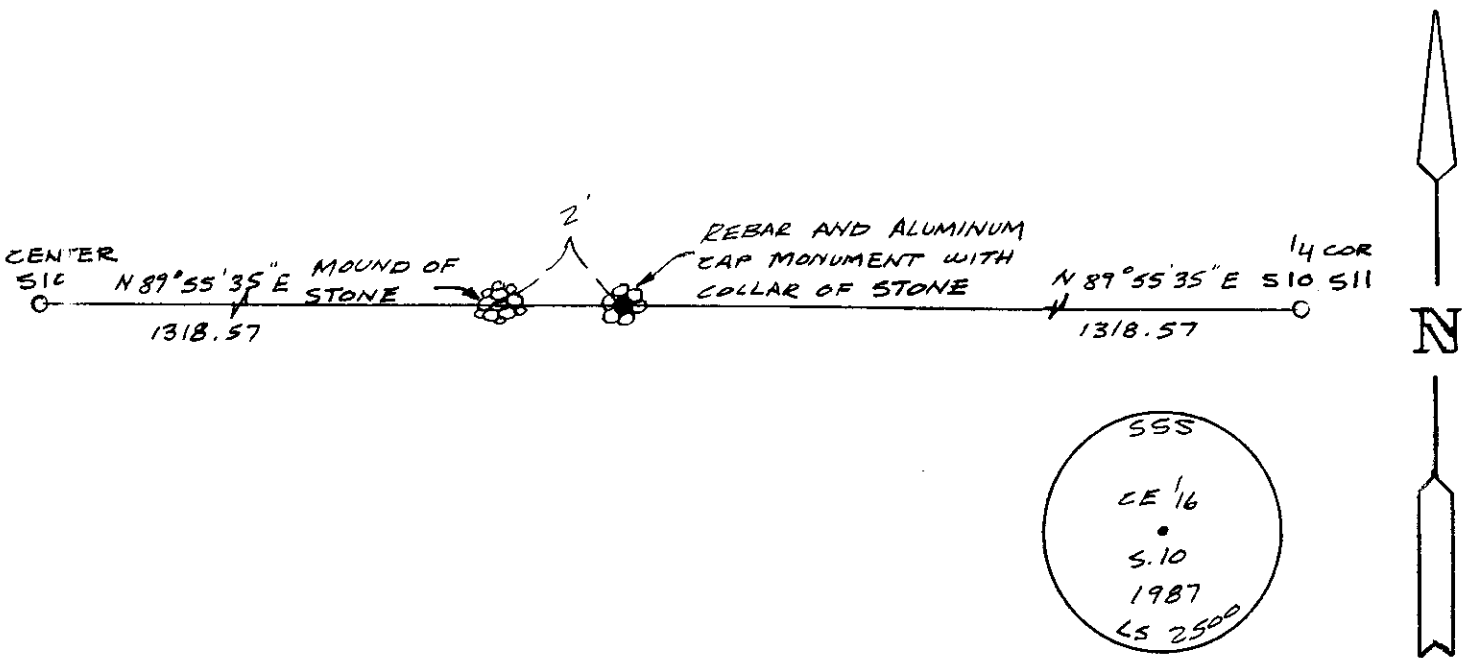 2'
CENTER
S10
N 89°55'35" E
1318.57
MOUND OF
STONE
REBAR AND ALUMINUM
CAP MONUMENT WITH
COLLAR OF STONE
N 89°55'35" E
1318.57
1/4 COR
S10 S11
N
SSS
CE 1/16
S.10
1987
LS 2500